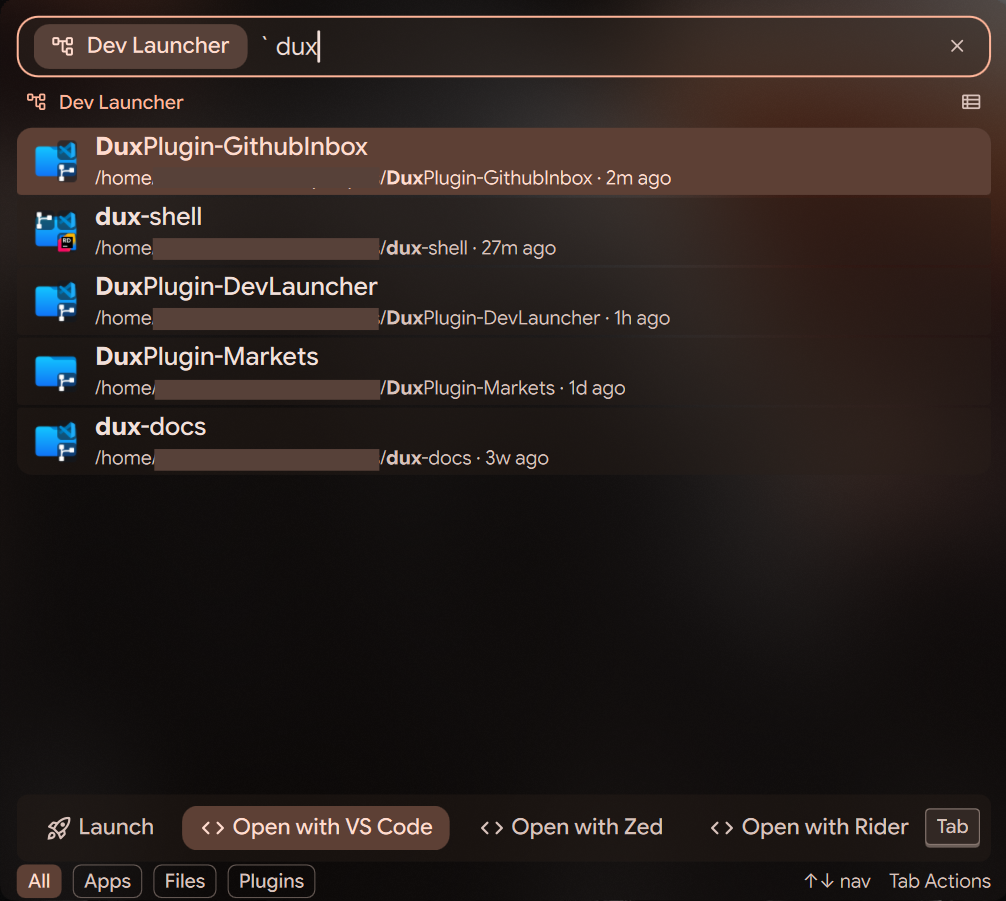 Dev Launcher ` dux
Dev Launcher
DuxPlugin-GithubInbox
/home/ /DuxPlugin-GithubInbox · 2m ago
dux-shell
/home/ /dux-shell · 27m ago
DuxPlugin-DevLauncher
/home/ /DuxPlugin-DevLauncher · 1h ago
DuxPlugin-Markets
/home/ /DuxPlugin-Markets · 1d ago
dux-docs
/home/ /dux-docs · 3w ago
Launch <> Open with VS Code <> Open with Zed <> Open with Rider Tab
All Apps Files Plugins ↑↓ nav Tab Actions